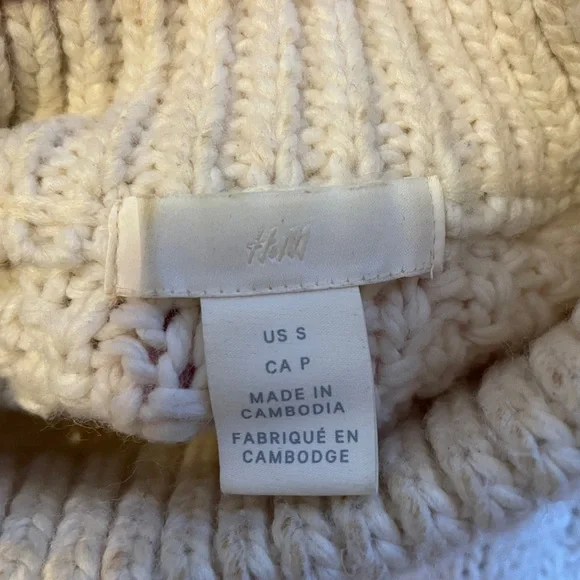 H&M
US S
CA P
MADE IN
CAMBODIA
FABRIQUÉ EN
CAMBODGE